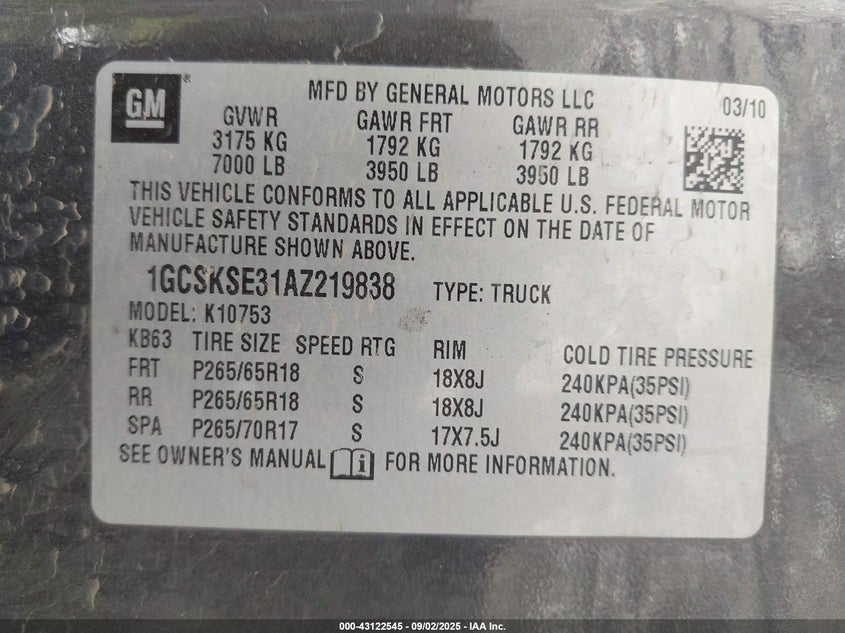 GM ®
MFD BY GENERAL MOTORS LLC 03/10
GVWR GAWR FRT GAWR RR
3175 KG 1792 KG 1792 KG
7000 LB 3950 LB 3950 LB
THIS VEHICLE CONFORMS TO ALL APPLICABLE U.S. FEDERAL MOTOR
VEHICLE SAFETY STANDARDS IN EFFECT ON THE DATE OF
MANUFACTURE SHOWN ABOVE.
1GCSKSE31AZ219838 TYPE: TRUCK
MODEL: K10753
KB63 TIRE SIZE SPEED RTG RIM COLD TIRE PRESSURE
FRT P265/65R18 S 18X8J 240KPA(35PSI)
RR P265/65R18 S 18X8J 240KPA(35PSI)
SPA P265/70R17 S 17X7.5J 240KPA(35PSI)
SEE OWNER'S MANUAL i FOR MORE INFORMATION.
000-43122545 - 09/02/2025 - IAA Inc.